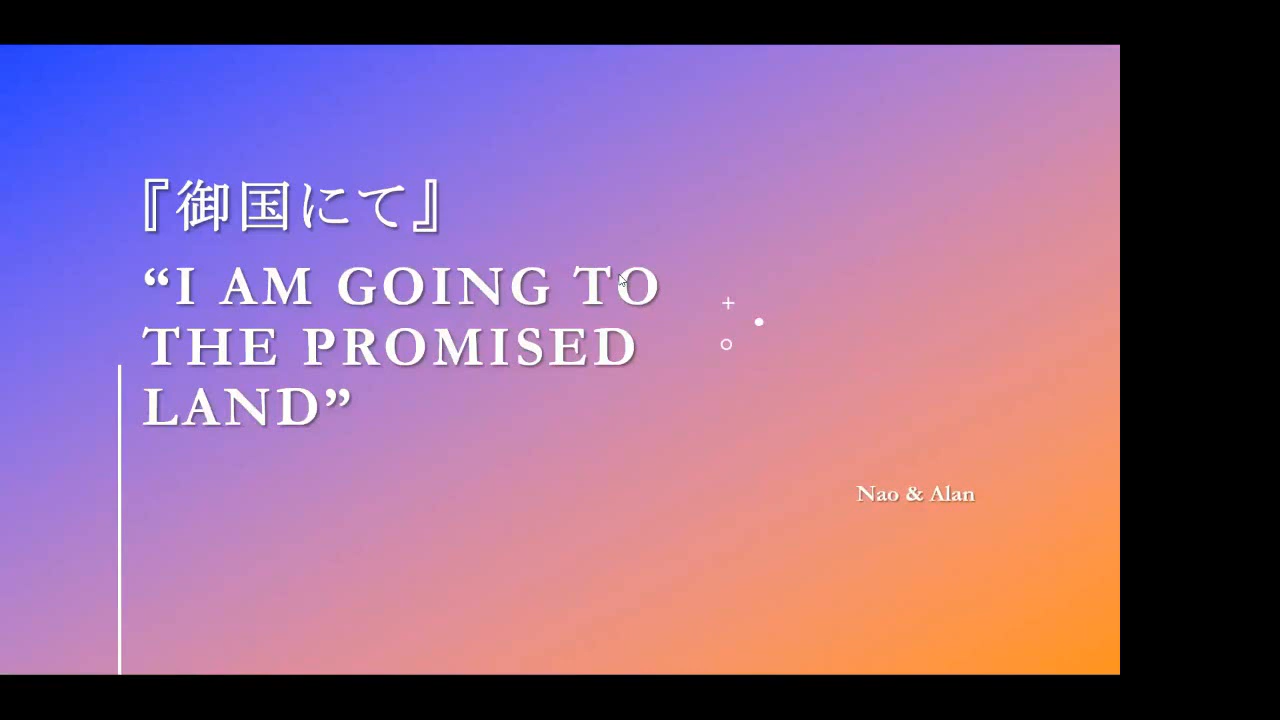 『御国にて』
“I AM GOING TO
THE PROMISED
LAND”
Nao & Alan